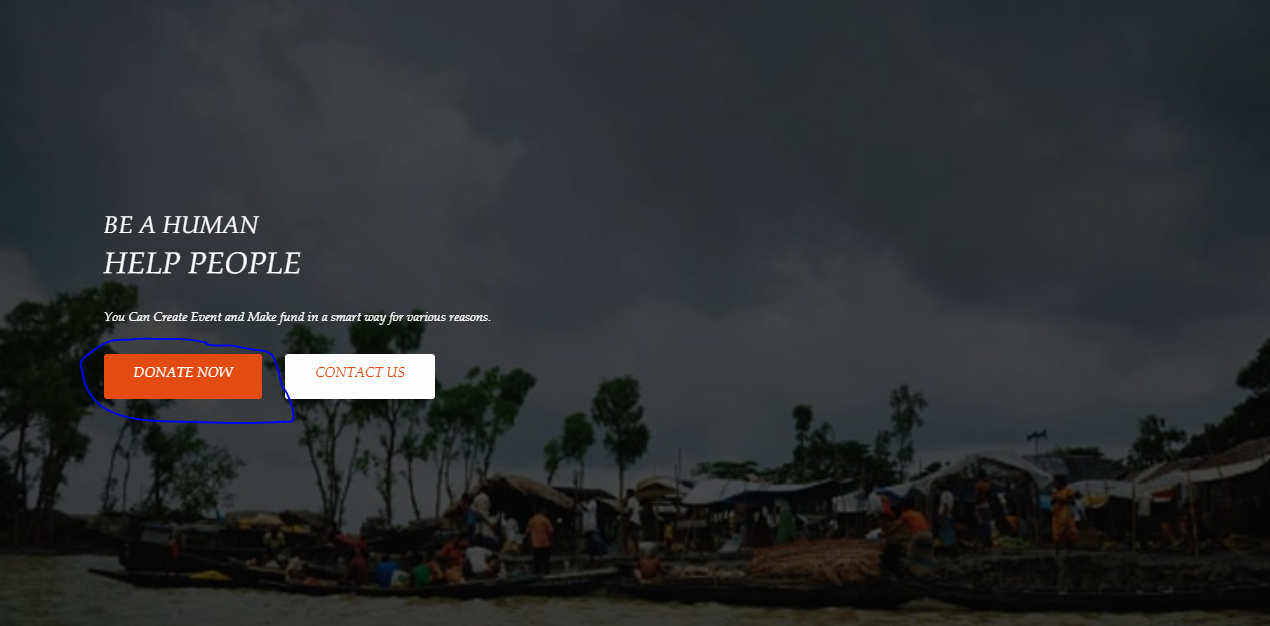 BE A HUMAN
HELP PEOPLE
You Can Create Event and Make fund in a smart way for various reasons.
DONATE NOW
CONTACT US